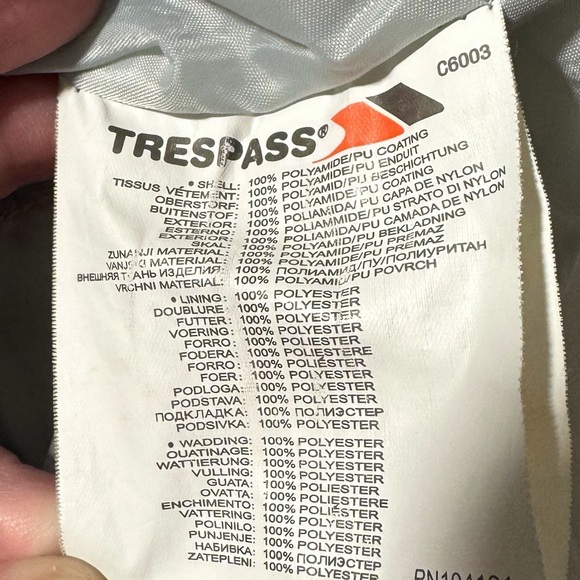 C6003
TRESPASS®
• SHELL: 100% POLYAMIDE/PU COATING
TISSUS VÊTEMENT: 100% POLYAMIDE/PU ENDUIT
OBERSTOFF: 100% POLYAMID/PU BESCHICHTUNG
BUITENSTOF: 100% POLYAMIDE/PU COATING
EXTERIOR: 100% POLIAMIDA/PU CAPA DE NYLON
ESTERNO: 100% POLIAMMIDE/PU STRATO DI NYLON
EXTERIOR: 100% POLIAMIDA/PU CAMADA DE NYLON
SKAL: 100% POLYAMID/PU BEKLADNING
ZUNANJI MATERIAL: 100% POLYAMIDE/PU PREMAZ
VANJSKI MATERIJAL: 100% POLYAMIDE/PU PREMAZ
ВНЕШНЯЯ ТКАНЬ ИЗДЕЛИЯ: 100% ПОЛИАМИД/ПУ/ПОЛИУРИТАН
VRCHNI MATERIAL: 100% POLYAMID/PU POVRCH
• LINING: 100% POLYESTER
DOUBLURE: 100% POLYESTER
FUTTER: 100% POLYESTER
VOERING: 100% POLYESTER
FORRO: 100% POLIÉSTER
FODERA: 100% POLIESTERE
FORRO: 100% POLIÉSTER
FOER: 100% POLYESTER
PODLOGA: 100% POLYESTER
PODSTAVA: 100% POLYESTER
ПОДКЛАДКА: 100% ПОЛИЭСТЕР
PODSIVKA: 100% POLYESTER
• WADDING: 100% POLYESTER
OUATINAGE: 100% POLYESTER
WATTIERUNG: 100% POLYESTER
VULLING: 100% POLYESTER
GUATA: 100% POLIESTER
OVATTA: 100% POLIESTERE
ENCHIMENTO: 100% POLIESTER
VATTERING: 100% POLYESTER
POLINILO: 100% POLYESTER
PUNJENJE: 100% POLYESTER
НАБИВКА: 100% ПОЛИЭСТЕР
ZATEPLENI: 100% POLYESTER